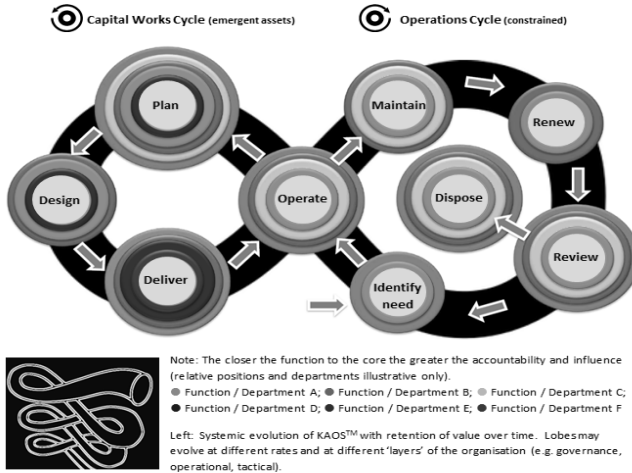 Capital Works Cycle (emergent assets)
Operations Cycle (constrained)
Plan
Maintain
Renew
Design
Operate
Dispose
Deliver
Identify
need
Review
Note: The closer the function to the core the greater the accountability and influence
(relative positions and departments illustrative only).
Function / Department A; Function / Department B; Function / Department C;
Function / Department D; Function / Department E; Function / Department F
Left: Systemic evolution of KAOS™ with retention of value over time. Lobes may
evolve at different rates and at different ‘layers’ of the organisation (e.g. governance,
operational, tactical).